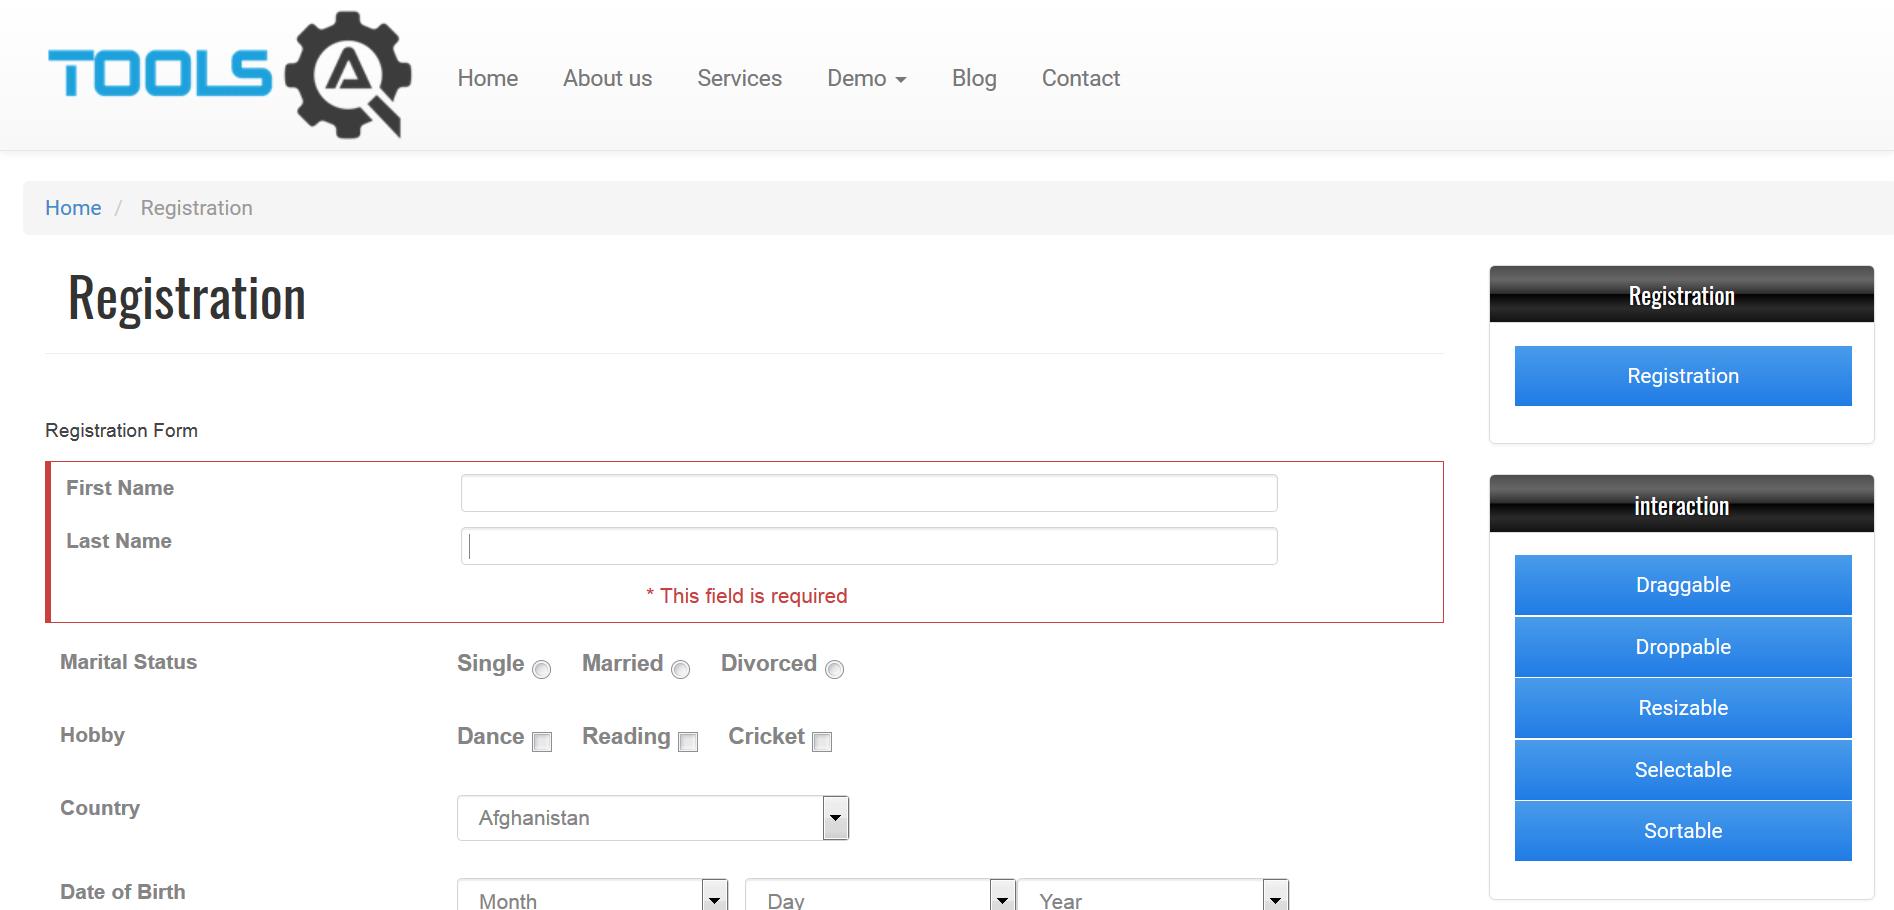 TOOLS QA
Home About us Services Demo Blog Contact
Home / Registration
Registration
Registration Form
First Name
Last Name
* This field is required
Marital Status Single Married Divorced
Hobby Dance Reading Cricket
Country Afghanistan
Date of Birth Month Day Year
Registration
Registration
interaction
Draggable
Droppable
Resizable
Selectable
Sortable